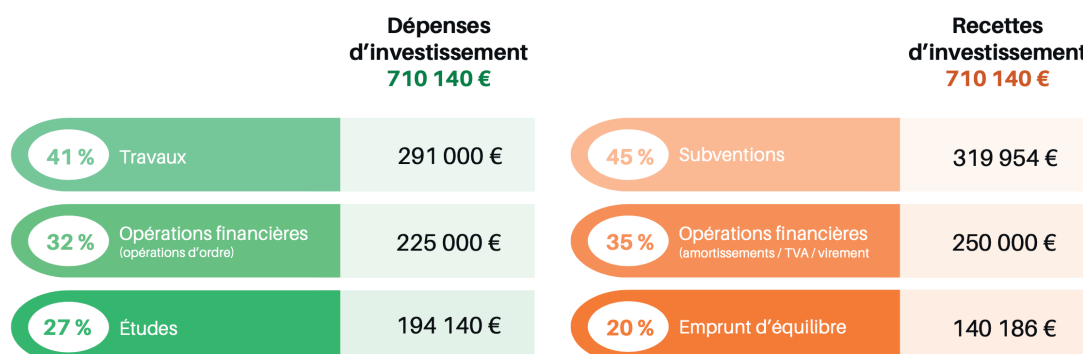 Dépenses
d’investissement
710 140 €
41 % Travaux 291 000 €
32 % Opérations financières 225 000 €
(opérations d’ordre)
27 % Études 194 140 €
Recettes
d’investissement
710 140 €
45 % Subventions 319 954 €
35 % Opérations financières 250 000 €
(amortissements / TVA / virement
20 % Emprunt d’équilibre 140 186 €